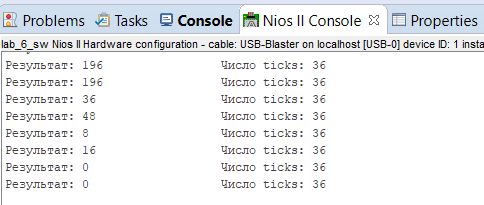 Problems Tasks Console Nios II Console Properties
lab_6_sw Nios II Hardware configuration - cable: USB-Blaster on localhost [USB-0] device ID: 1 insta
Результат: 196 Число ticks: 36
Результат: 196 Число ticks: 36
Результат: 36 Число ticks: 36
Результат: 48 Число ticks: 36
Результат: 8 Число ticks: 36
Результат: 16 Число ticks: 36
Результат: 0 Число ticks: 36
Результат: 0 Число ticks: 36